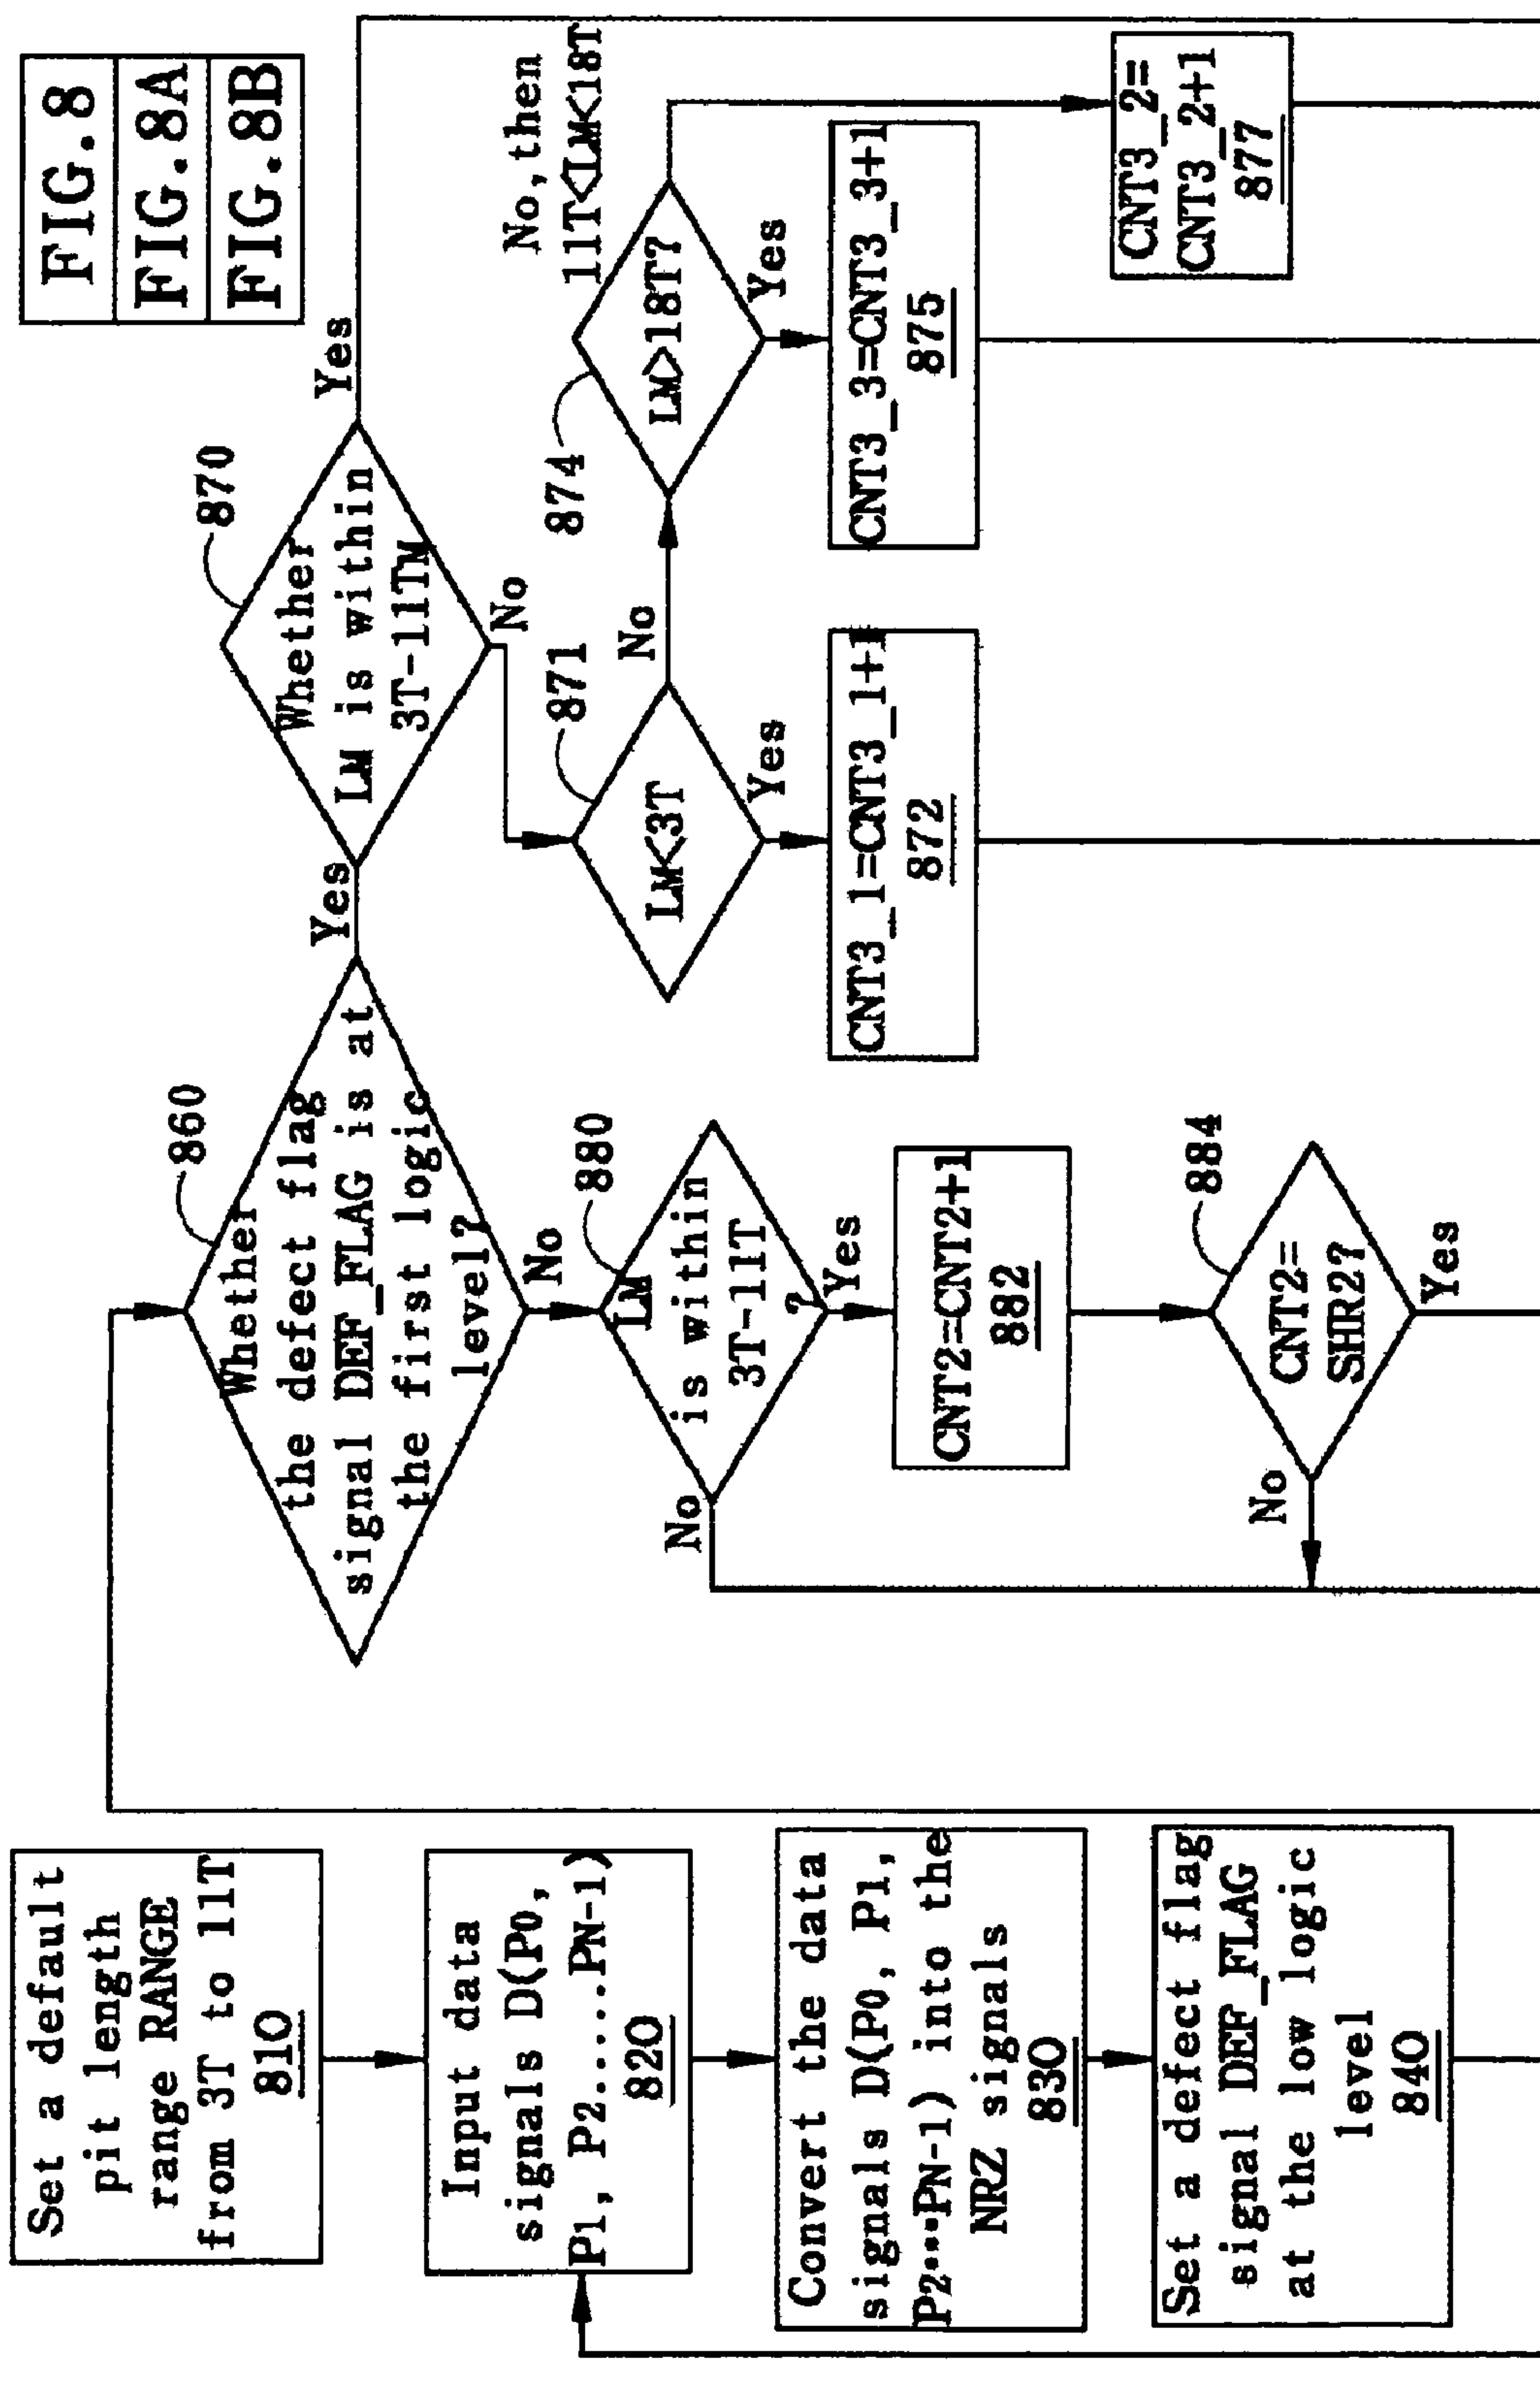 FIG.8
FIG.8A
FIG.8B
Set a default
pit length
range RANGE
from 3T to 11T
810
Input data
signals D(P0,
P1, P2.....PN-1)
820
Convert the data
signals D(P0, P1,
P2···PN-1) into the
NRZ signals
830
Set a defect flag
signal DEF_FLAG
at the low logic
level
840
860
Whether
the defect flag
signal DEF_FLAG is at
the first logic
level?
Yes
No
880
LM
is within
3T-11T
?
No
Yes
CNT2=CNT2+1
882
884
CNT2=
SHR2?
No
Yes
870
Whether
LM is within
3T-11TM
Yes
No
871
LM<3T
No
Yes
CNT3_1=CNT3_1+1
872
874
LM>18T?
No,then
11T<LM<18T
Yes
CNT3_3=CNT3_3+1
875
CNT3_2=
CNT3_2+1
877